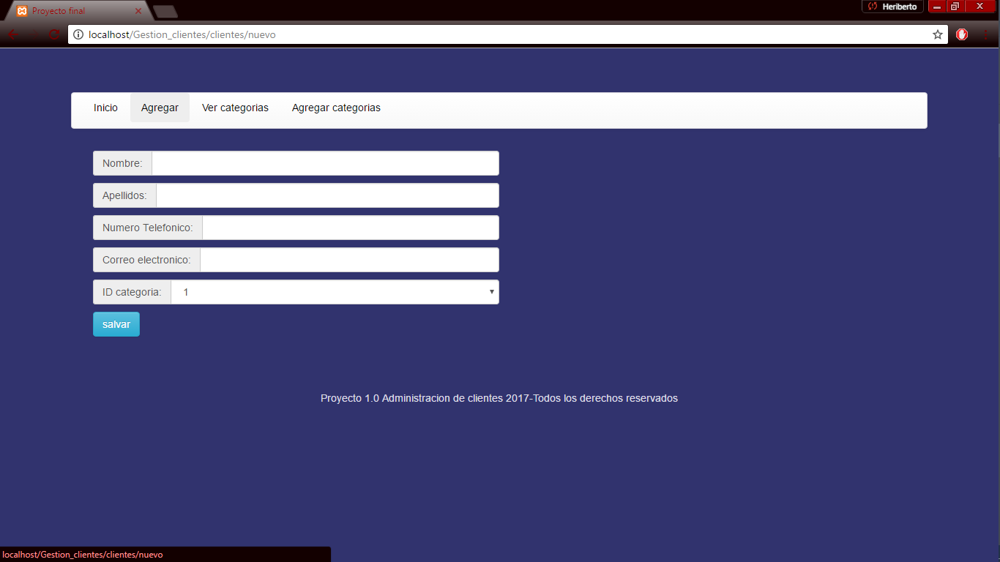 Proyecto final
Heriberto
localhost/Gestion_clientes/clientes/nuevo
Inicio Agregar Ver categorias Agregar categorias
Nombre:
Apellidos:
Numero Telefonico:
Correo electronico:
ID categoria: 1
salvar
Proyecto 1.0 Administracion de clientes 2017-Todos los derechos reservados
localhost/Gestion_clientes/clientes/nuevo